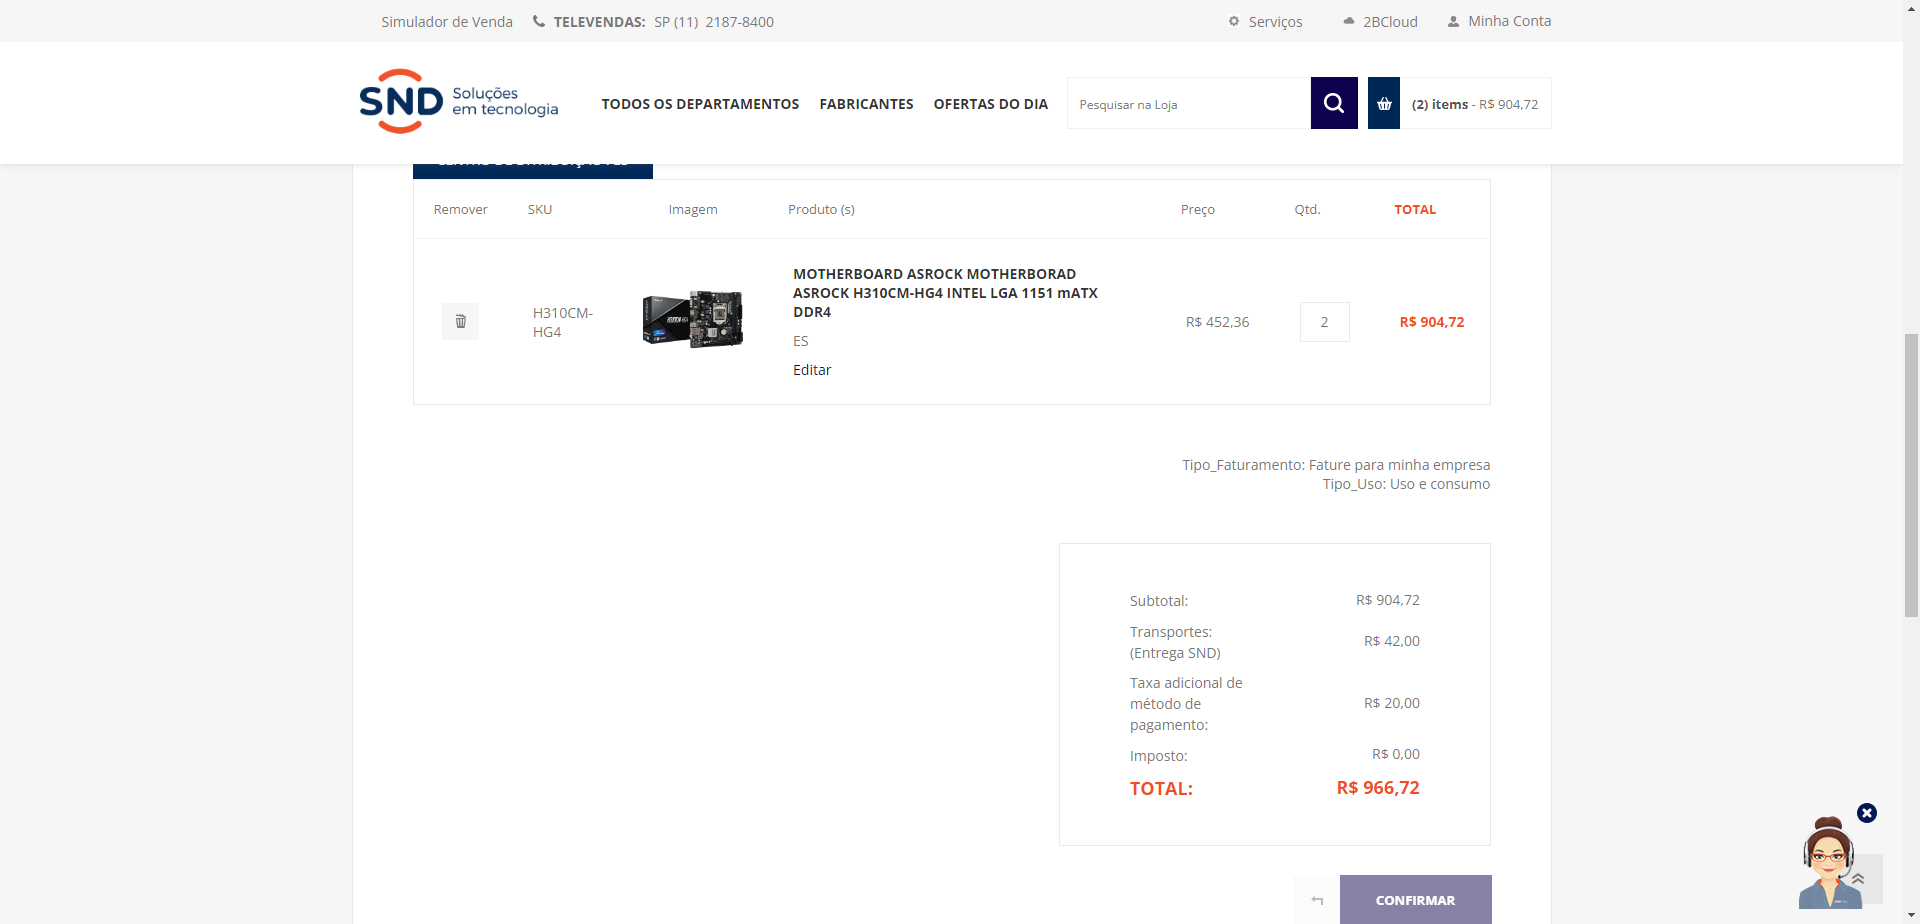 Simulador de Venda
TELEVENDAS: SP (11) 2187-8400
Serviços
2BCloud
Minha Conta
SND Soluções
em tecnologia
TODOS OS DEPARTAMENTOS
FABRICANTES
OFERTAS DO DIA
Pesquisar na Loja
(2) items - R$ 904,72
Remover
SKU
Imagem
Produto (s)
Preço
Qtd.
TOTAL
H310CM-
HG4
MOTHERBOARD ASROCK MOTHERBORAD
ASROCK H310CM-HG4 INTEL LGA 1151 mATX
DDR4
ES
Editar
R$ 452,36
2
R$ 904,72
Tipo_Faturamento: Fature para minha empresa
Tipo_Uso: Uso e consumo
Subtotal:
R$ 904,72
Transportes:
(Entrega SND)
R$ 42,00
Taxa adicional de
método de
pagamento:
R$ 20,00
Imposto:
R$ 0,00
TOTAL:
R$ 966,72
CONFIRMAR